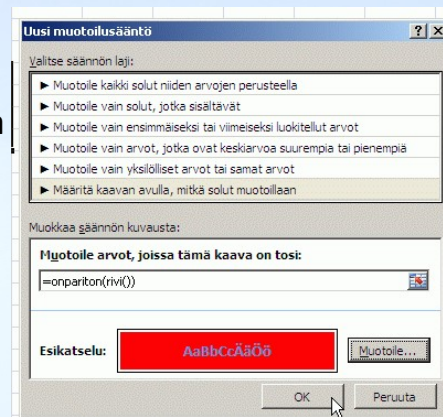 Uusi muotoilusääntö
Valitse säännön laji:
► Muotoile kaikki solut niiden arvojen perusteella
► Muotoile vain solut, jotka sisältävät
► Muotoile vain ensimmäiseksi tai viimeiseksi luokitellut arvot
► Muotoile vain arvot, jotka ovat keskiarvoa suurempia tai pienempiä
► Muotoile vain yksilölliset arvot tai samat arvot
► Määritä kaavan avulla, mitkä solut muotoillaan
Muokkaa säännön kuvausta:
Muotoile arvot, joissa tämä kaava on tosi:
=onpariton(rivi())
Esikatselu:
AaBbCcÄäÖö
Muotoile...
OK
Peruuta